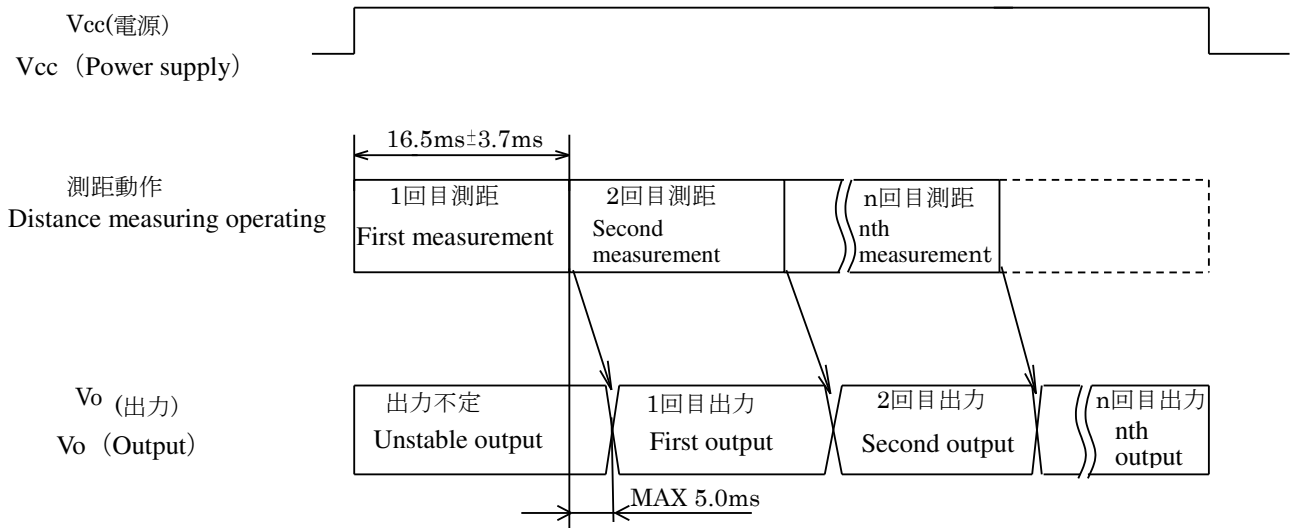 Vcc(電源)
Vcc（Power supply）
16.5ms±3.7ms
測距動作
Distance measuring operating
1回目測距
First measurement
2回目測距
Second
measurement
n回目測距
nth
measurement
Vo (出力)
Vo（Output）
出力不定
Unstable output
1回目出力
First output
2回目出力
Second output
n回目出力
nth
output
MAX 5.0ms